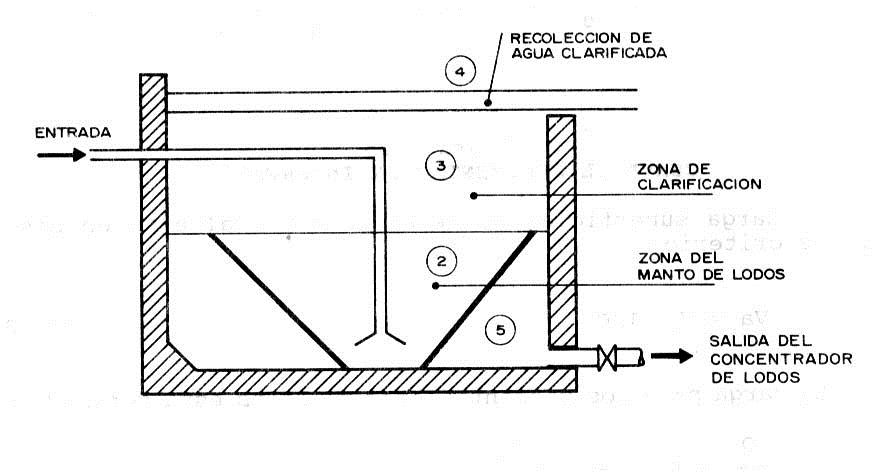 RECOLECCION DE
AGUA CLARIFICADA
4
ENTRADA
3
ZONA DE
CLARIFICACION
2
ZONA DEL
MANTO DE LODOS
5
SALIDA DEL
CONCENTRADOR
DE LODOS